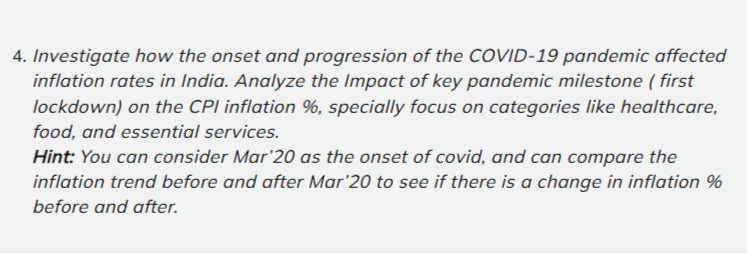 4. Investigate how the onset and progression of the COVID-19 pandemic affected
inflation rates in India. Analyze the Impact of key pandemic milestone ( first
lockdown) on the CPI inflation %, specially focus on categories like healthcare,
food, and essential services.
Hint: You can consider Mar'20 as the onset of covid, and can compare the
inflation trend before and after Mar'20 to see if there is a change in inflation %
before and after.